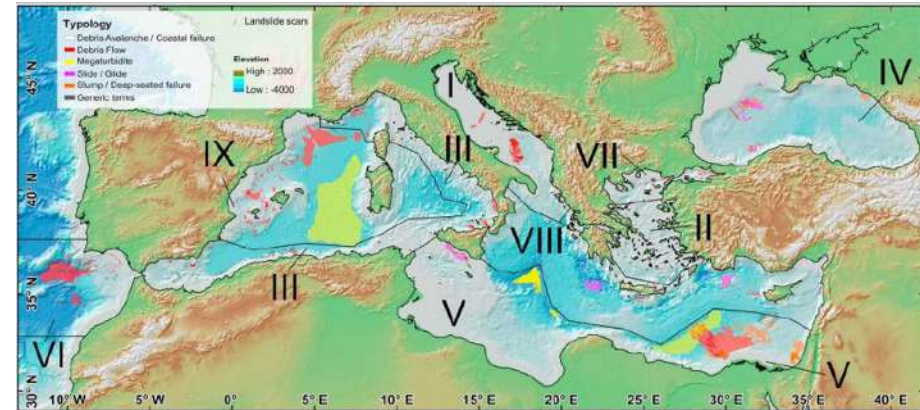 Typology
Debris Avalanche / Coastal failure
Debris Flow
Megaturbidite
Slide / Glide
Slump / Deep-seated failure
Generic terms
Landslide scars
Elevation
High : 2000
Low : -4000
I
IV
IX
III
VII
VIII
II
III
V
VI
V
45° N
40° N
35° N
30° N
10° W
5° W
0°
5° E
10° E
15° E
20° E
25° E
30° E
35° E
40° E